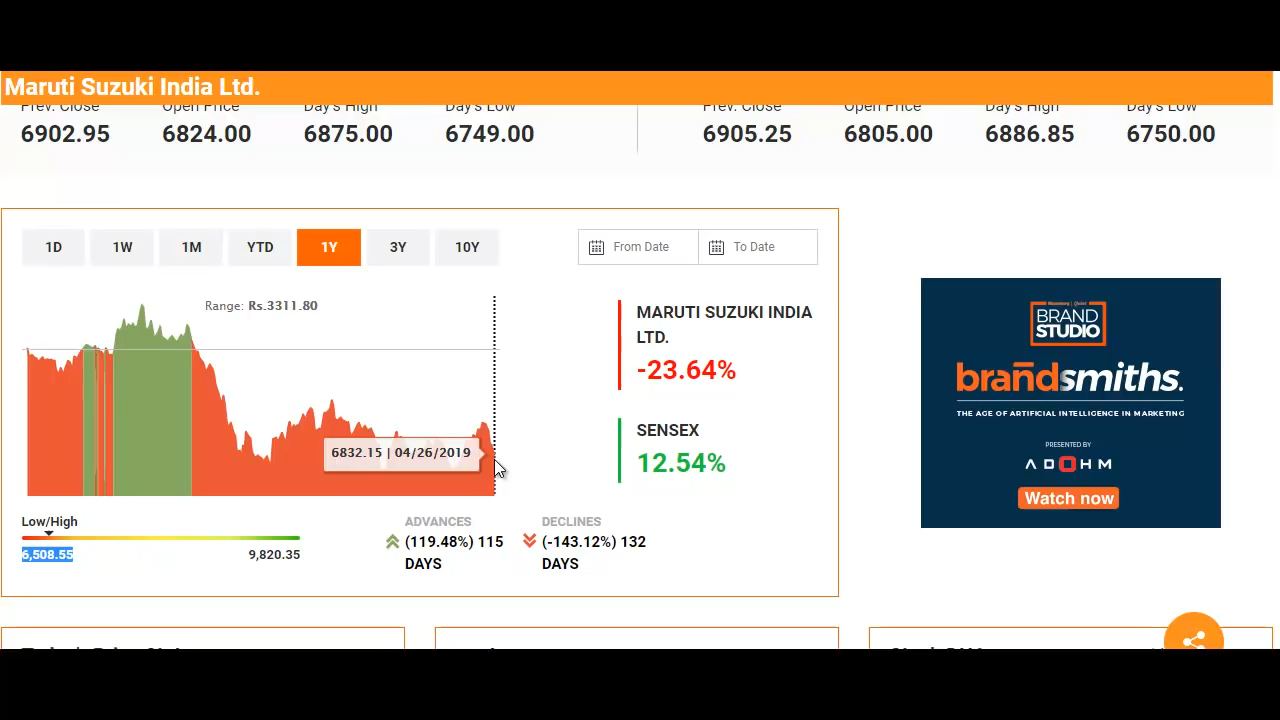 Maruti Suzuki India Ltd.
Prev. Close Open Price Day's High Day's Low Prev. Close Open Price Day's High Day's Low
6902.95 6824.00 6875.00 6749.00 6905.25 6805.00 6886.85 6750.00
1D 1W 1M YTD 1Y 3Y 10Y From Date To Date
Range: Rs.3311.80
MARUTI SUZUKI INDIA
LTD.
-23.64%
6832.15 | 04/26/2019
SENSEX
12.54%
Low/High
6,508.55 9,820.35
ADVANCES
(119.48%) 115
DAYS
DECLINES
(-143.12%) 132
DAYS
BRAND
STUDIO
brandsmiths.
THE AGE OF ARTIFICIAL INTELLIGENCE IN MARKETING
PRESENTED BY
ADOHM
Watch now